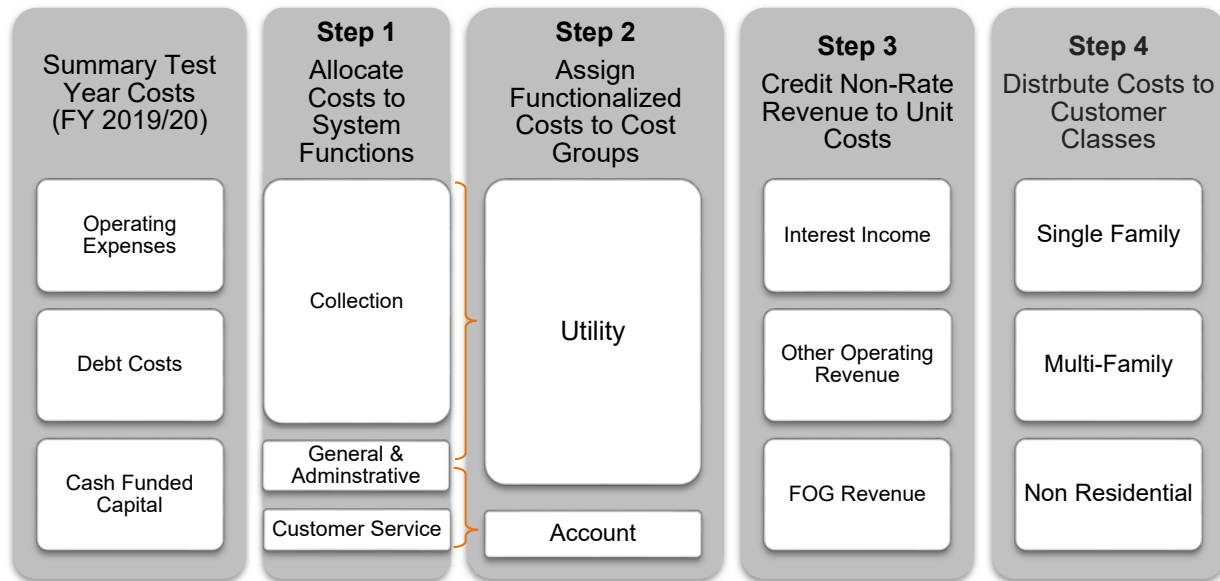 Summary Test
Year Costs
(FY 2019/20)
Operating
Expenses
Debt Costs
Cash Funded
Capital
Step 1
Allocate
Costs to
System
Functions
Collection
General &
Adminstrative
Customer Service
Step 2
Assign
Functionalized
Costs to Cost
Groups
Utility
Account
Step 3
Credit Non-Rate
Revenue to Unit
Costs
Interest Income
Other Operating
Revenue
FOG Revenue
Step 4
Distrbute Costs to
Customer
Classes
Single Family
Multi-Family
Non Residential